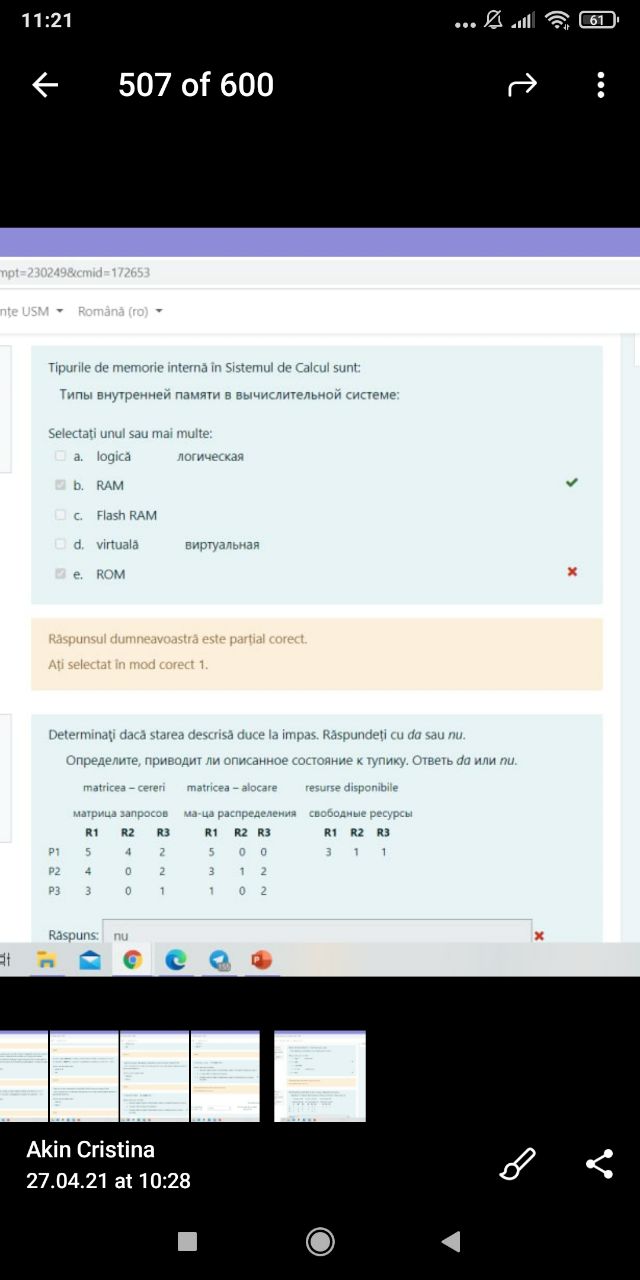 11:21
61
507 of 600
mpt=230249&cmid=172653
nțe USM Română (ro)
Tipurile de memorie internă în Sistemul de Calcul sunt:
Типы внутренней памяти в вычислительной системе:
Selectați unul sau mai multe:
a. logică логическая
b. RAM
c. Flash RAM
d. virtuală виртуальная
e. ROM
Răspunsul dumneavoastră este parțial corect.
Ați selectat în mod corect 1.
Determinaţi dacă starea descrisă duce la impas. Răspundeți cu da sau nu.
Определите, приводит ли описанное состояние к тупику. Ответь da или nu.
matricea – cereri matricea – alocare resurse disponibile
матрица запросов ма-ца распределения свободные ресурсы
R1 R2 R3 R1 R2 R3 R1 R2 R3
P1 5 4 2 5 0 0 3 1 1
P2 4 0 2 3 1 2
P3 3 0 1 1 0 2
Răspuns: nu
Akin Cristina
27.04.21 at 10:28